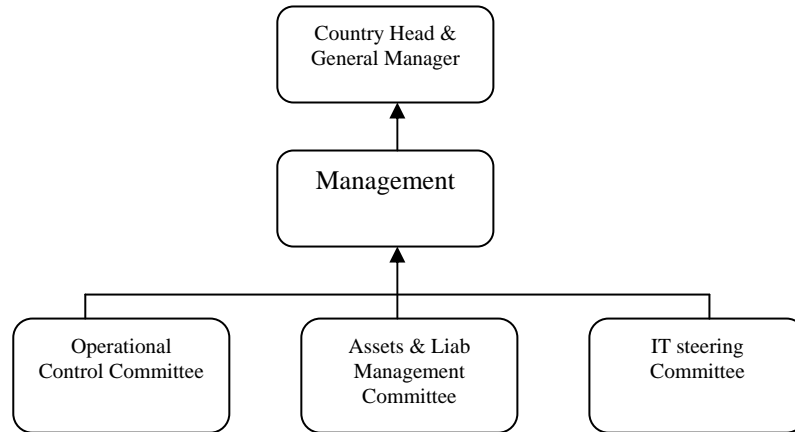 Country Head &
General Manager
Management
Operational
Control Committee
Assets & Liab
Management
Committee
IT steering
Committee